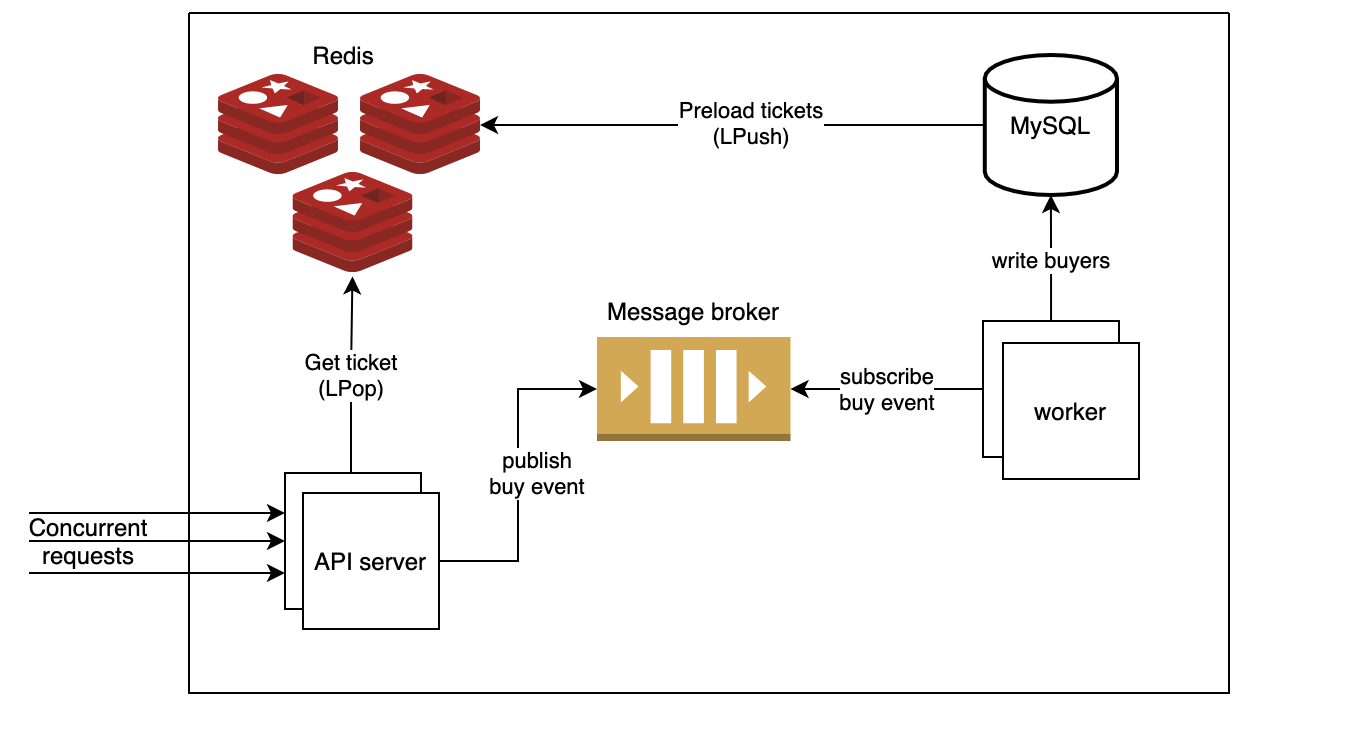 Redis
Preload tickets
(LPush)
MySQL
write buyers
Message broker
Get ticket
(LPop)
subscribe
buy event
worker
publish
buy event
Concurrent
requests
API server